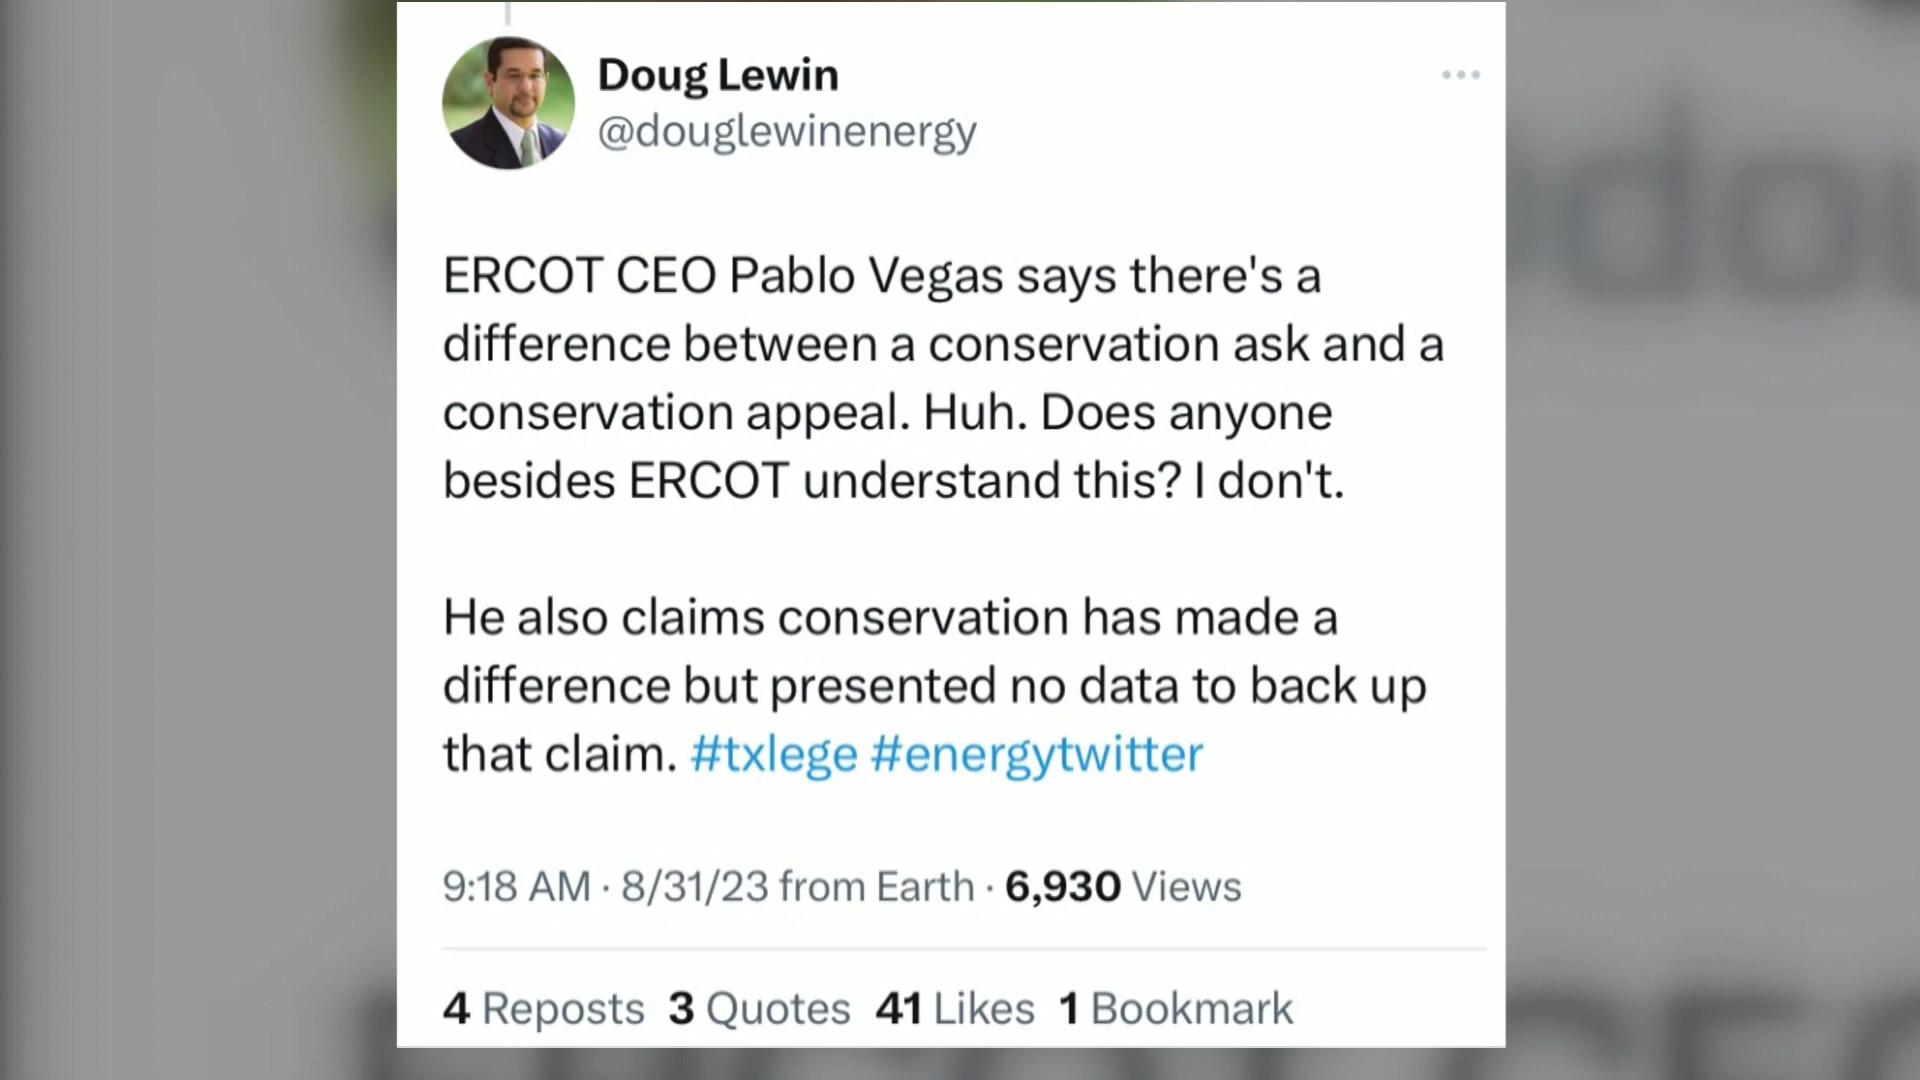 Doug Lewin
@douglewinenergy
ERCOT CEO Pablo Vegas says there's a
difference between a conservation ask and a
conservation appeal. Huh. Does anyone
besides ERCOT understand this? I don't.
He also claims conservation has made a
difference but presented no data to back up
that claim. #txlege #energytwitter
9:18 AM · 8/31/23 from Earth · 6,930 Views
4 Reposts 3 Quotes 41 Likes 1 Bookmark